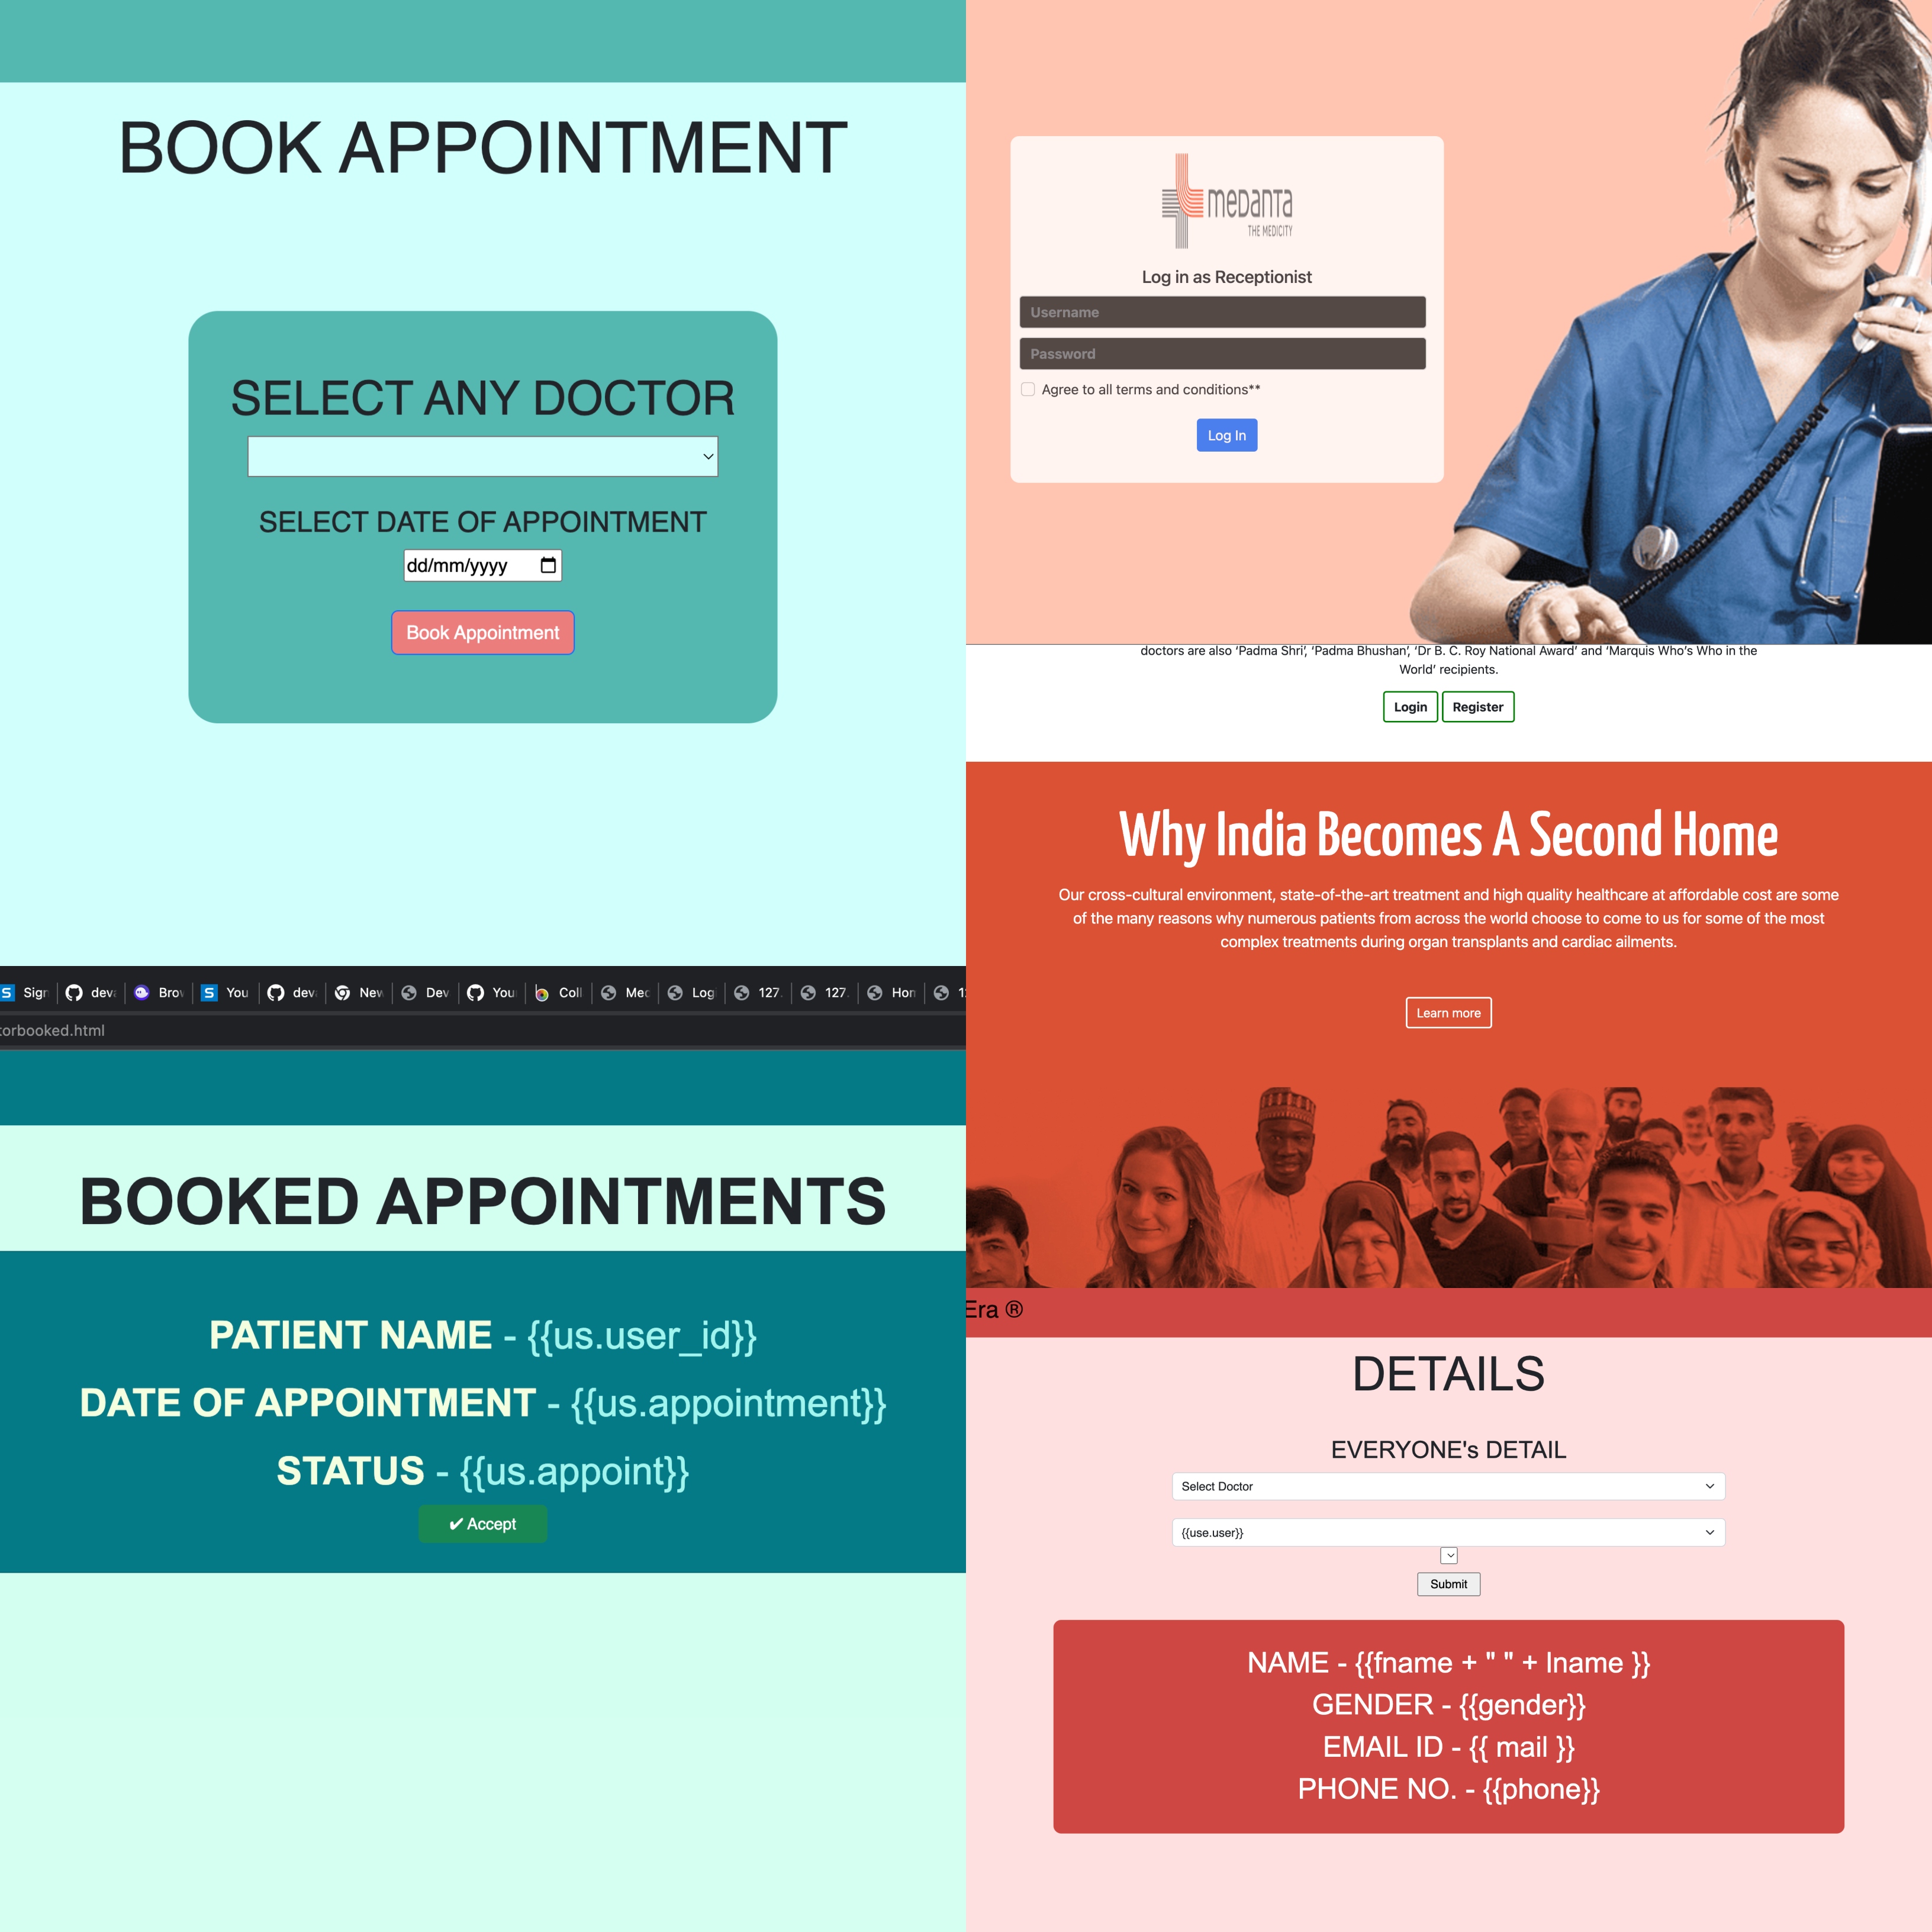 BOOK APPOINTMENT
SELECT ANY DOCTOR
SELECT DATE OF APPOINTMENT
dd/mm/yyyy
Book Appointment
medanta
THE MEDICITY
Log in as Receptionist
Username
Password
Agree to all terms and conditions**
Log In
doctors are also ‘Padma Shri’, ‘Padma Bhushan’, ‘Dr B. C. Roy National Award’ and ‘Marquis Who’s Who in the
World’ recipients.
Login Register
Why India Becomes A Second Home
Our cross-cultural environment, state-of-the-art treatment and high quality healthcare at affordable cost are some
of the many reasons why numerous patients from across the world choose to come to us for some of the most
complex treatments during organ transplants and cardiac ailments.
Learn more
S Sign dev Brow S You dev New Dev You Coll Med Log 127. 127. Hom 1
torbooked.html
BOOKED APPOINTMENTS
PATIENT NAME - {{us.user_id}}
DATE OF APPOINTMENT - {{us.appointment}}
STATUS - {{us.appoint}}
✔ Accept
Era ®
DETAILS
EVERYONE's DETAIL
Select Doctor
{{use.user}}
Submit
NAME - {{fname + " " + lname }}
GENDER - {{gender}}
EMAIL ID - {{ mail }}
PHONE NO. - {{phone}}